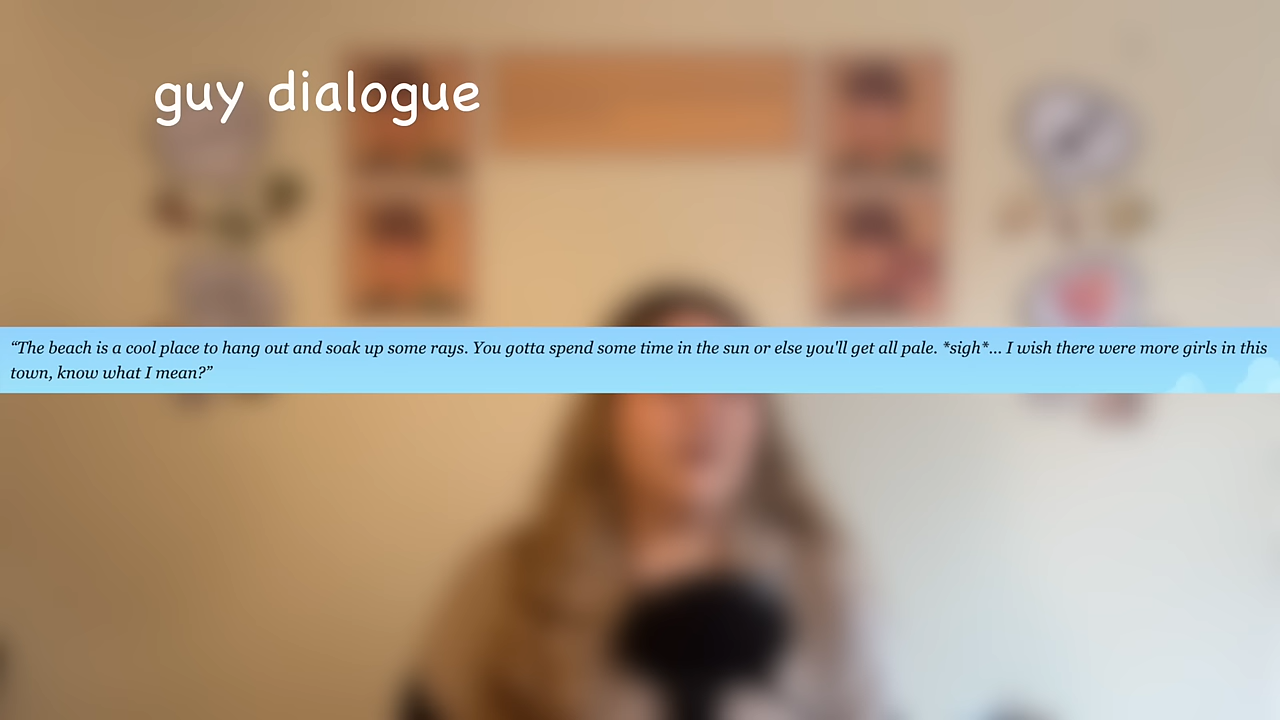 guy dialogue
“The beach is a cool place to hang out and soak up some rays. You gotta spend some time in the sun or else you'll get all pale. *sigh*... I wish there were more girls in this
town, know what I mean?”